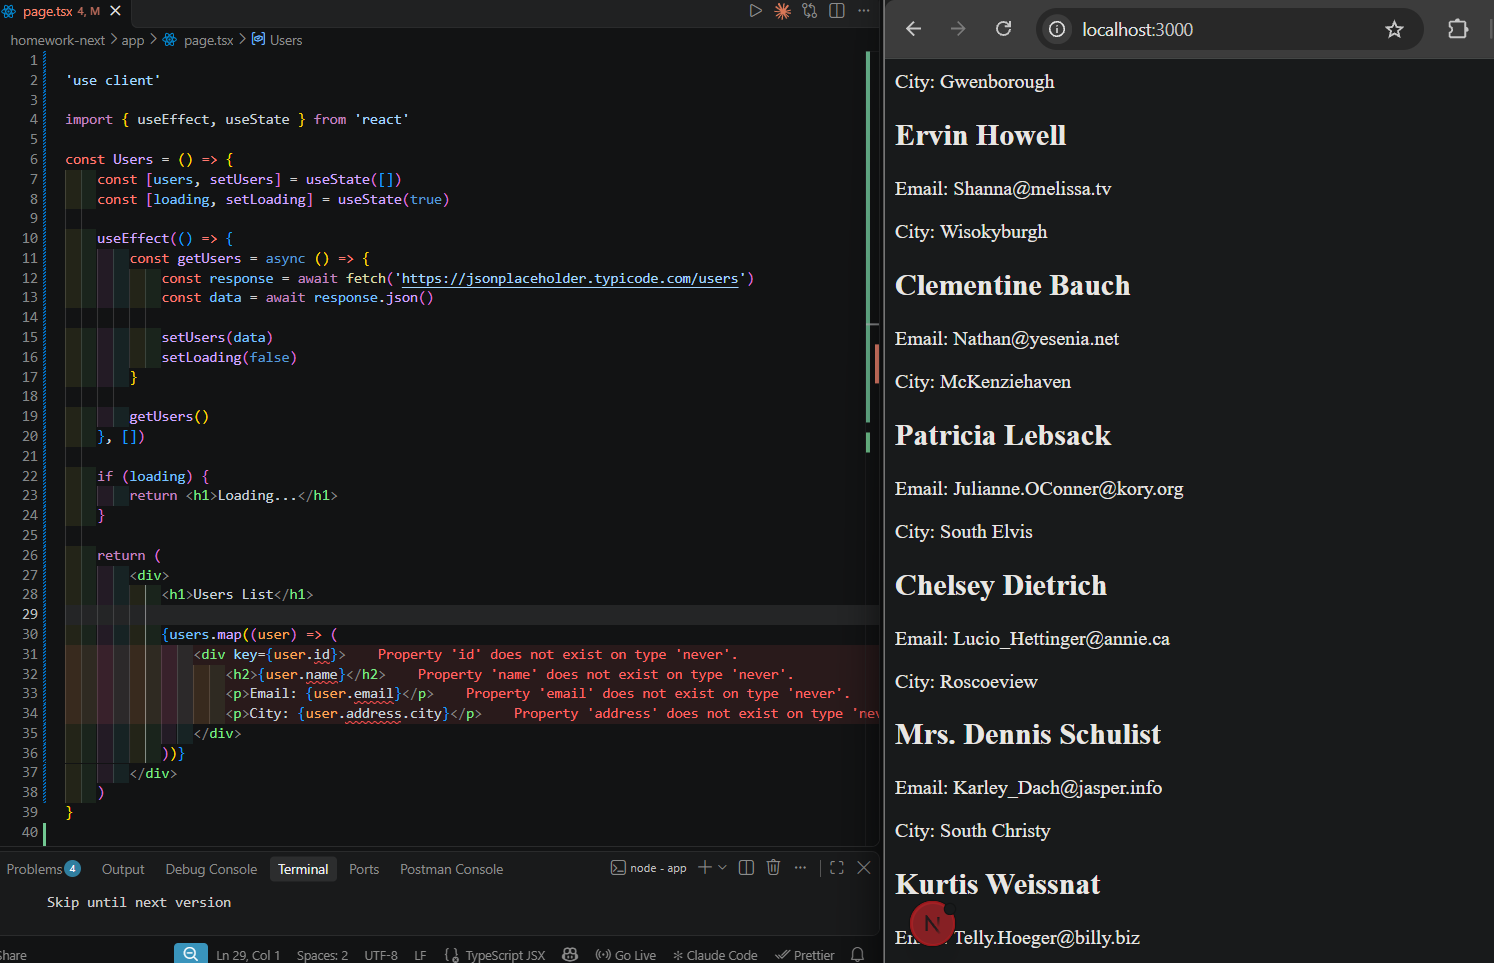 page.tsx 4, M
homework-next > app > page.tsx > Users
1
2 'use client'
3
4 import { useEffect, useState } from 'react'
5
6 const Users = () => {
7 const [users, setUsers] = useState([])
8 const [loading, setLoading] = useState(true)
9
10 useEffect(() => {
11 const getUsers = async () => {
12 const response = await fetch('https://jsonplaceholder.typicode.com/users')
13 const data = await response.json()
14
15 setUsers(data)
16 setLoading(false)
17 }
18
19 getUsers()
20 }, [])
21
22 if (loading) {
23 return <h1>Loading...</h1>
24 }
25
26 return (
27 <div>
28 <h1>Users List</h1>
29
30 {users.map((user) => (
31 <div key={user.id}> Property 'id' does not exist on type 'never'.
32 <h2>{user.name}</h2> Property 'name' does not exist on type 'never'.
33 <p>Email: {user.email}</p> Property 'email' does not exist on type 'never'.
34 <p>City: {user.address.city}</p> Property 'address' does not exist on type 'nev
35 </div>
36 ))}
37 </div>
38 )
39 }
40
Problems 4 Output Debug Console Terminal Ports Postman Console
node - app
Skip until next version
hare Ln 29, Col 1 Spaces: 2 UTF-8 LF {} TypeScript JSX Go Live Claude Code Prettier
localhost:3000
City: Gwenborough
Ervin Howell
Email: Shanna@melissa.tv
City: Wisokyburgh
Clementine Bauch
Email: Nathan@yesenia.net
City: McKenziehaven
Patricia Lebsack
Email: Julianne.OConner@kory.org
City: South Elvis
Chelsey Dietrich
Email: Lucio_Hettinger@annie.ca
City: Roscoeview
Mrs. Dennis Schulist
Email: Karley_Dach@jasper.info
City: South Christy
Kurtis Weissnat
N
Telly.Hoeger@billy.biz